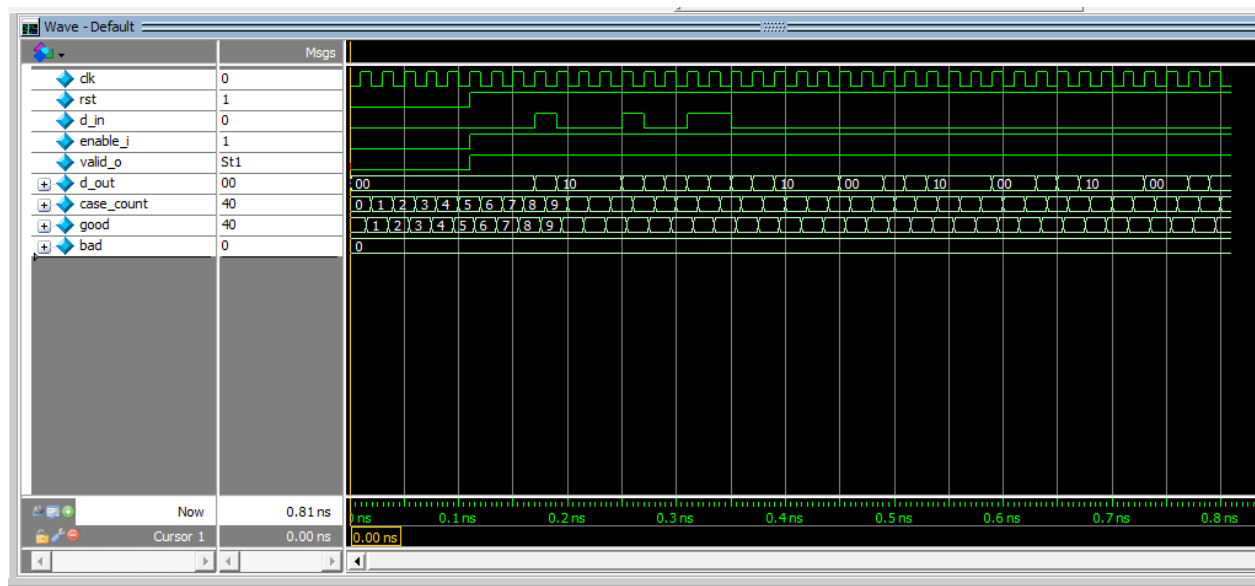 Wave - Default
Msgs
clk 0
rst 1
d_in 0
enable_i 1
valid_o St1
d_out 00 00 10 10 00 10 00 10 00
case_count 40 0 1 2 3 4 5 6 7 8 9
good 40 1 2 3 4 5 6 7 8 9
bad 0 0
Now 0.81 ns
ns 0.1 ns 0.2 ns 0.3 ns 0.4 ns 0.5 ns 0.6 ns 0.7 ns 0.8 ns
Cursor 1 0.00 ns 0.00 ns